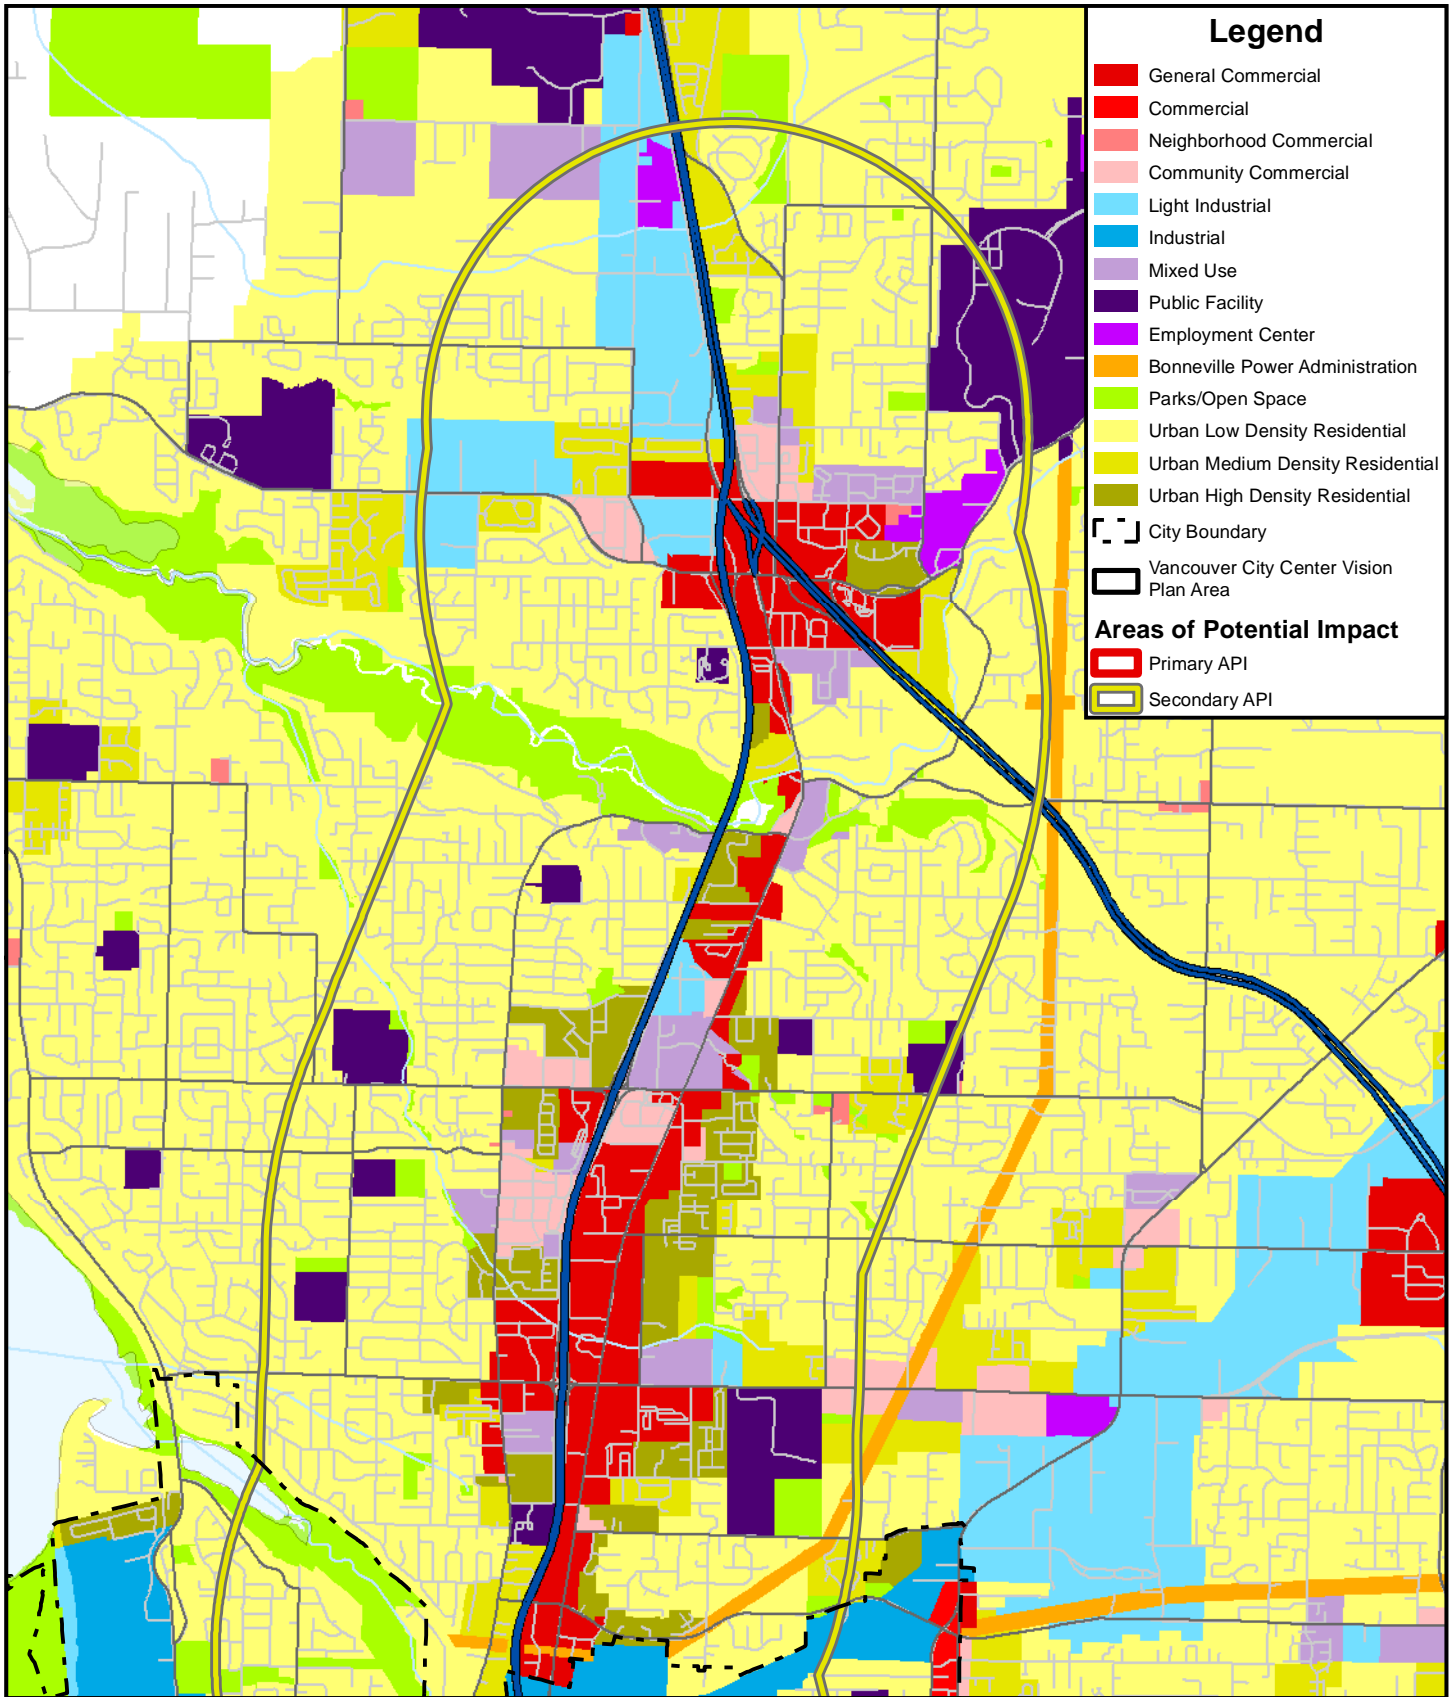 Legend
General Commercial
Commercial
Neighborhood Commercial
Community Commercial
Light Industrial
Industrial
Mixed Use
Public Facility
Employment Center
Bonneville Power Administration
Parks/Open Space
Urban Low Density Residential
Urban Medium Density Residential
Urban High Density Residential
City Boundary
Vancouver City Center Vision
Plan Area
Areas of Potential Impact
Primary API
Secondary API